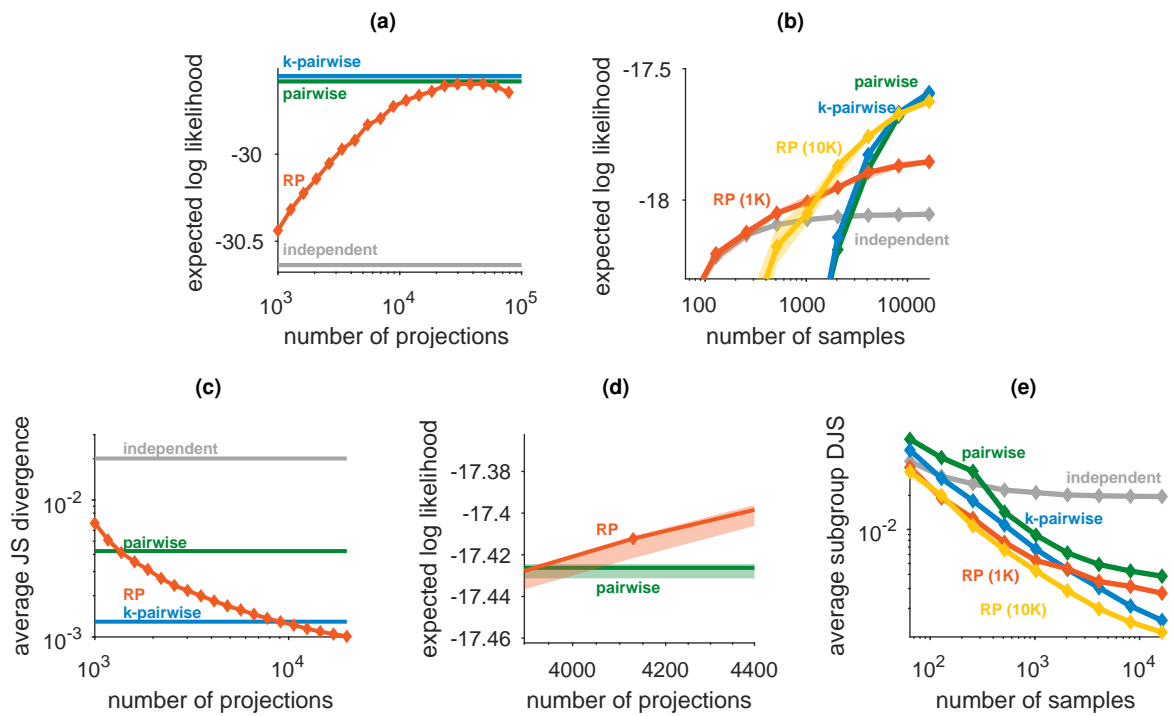 (a)
expected log likelihood
-30
-30.5
k-pairwise
pairwise
RP
independent
10^3
10^4
10^5
number of projections
(b)
expected log likelihood
-17.5
-18
pairwise
k-pairwise
RP (10K)
RP (1K)
independent
100
1000
10000
number of samples
(c)
average JS divergence
10^-2
10^-3
independent
pairwise
RP
k-pairwise
10^3
10^4
number of projections
(d)
expected log likelihood
-17.38
-17.4
-17.42
-17.44
-17.46
RP
pairwise
4000
4200
4400
number of projections
(e)
average subgroup DJS
10^-2
pairwise
independent
k-pairwise
RP (1K)
RP (10K)
10^2
10^3
10^4
number of samples